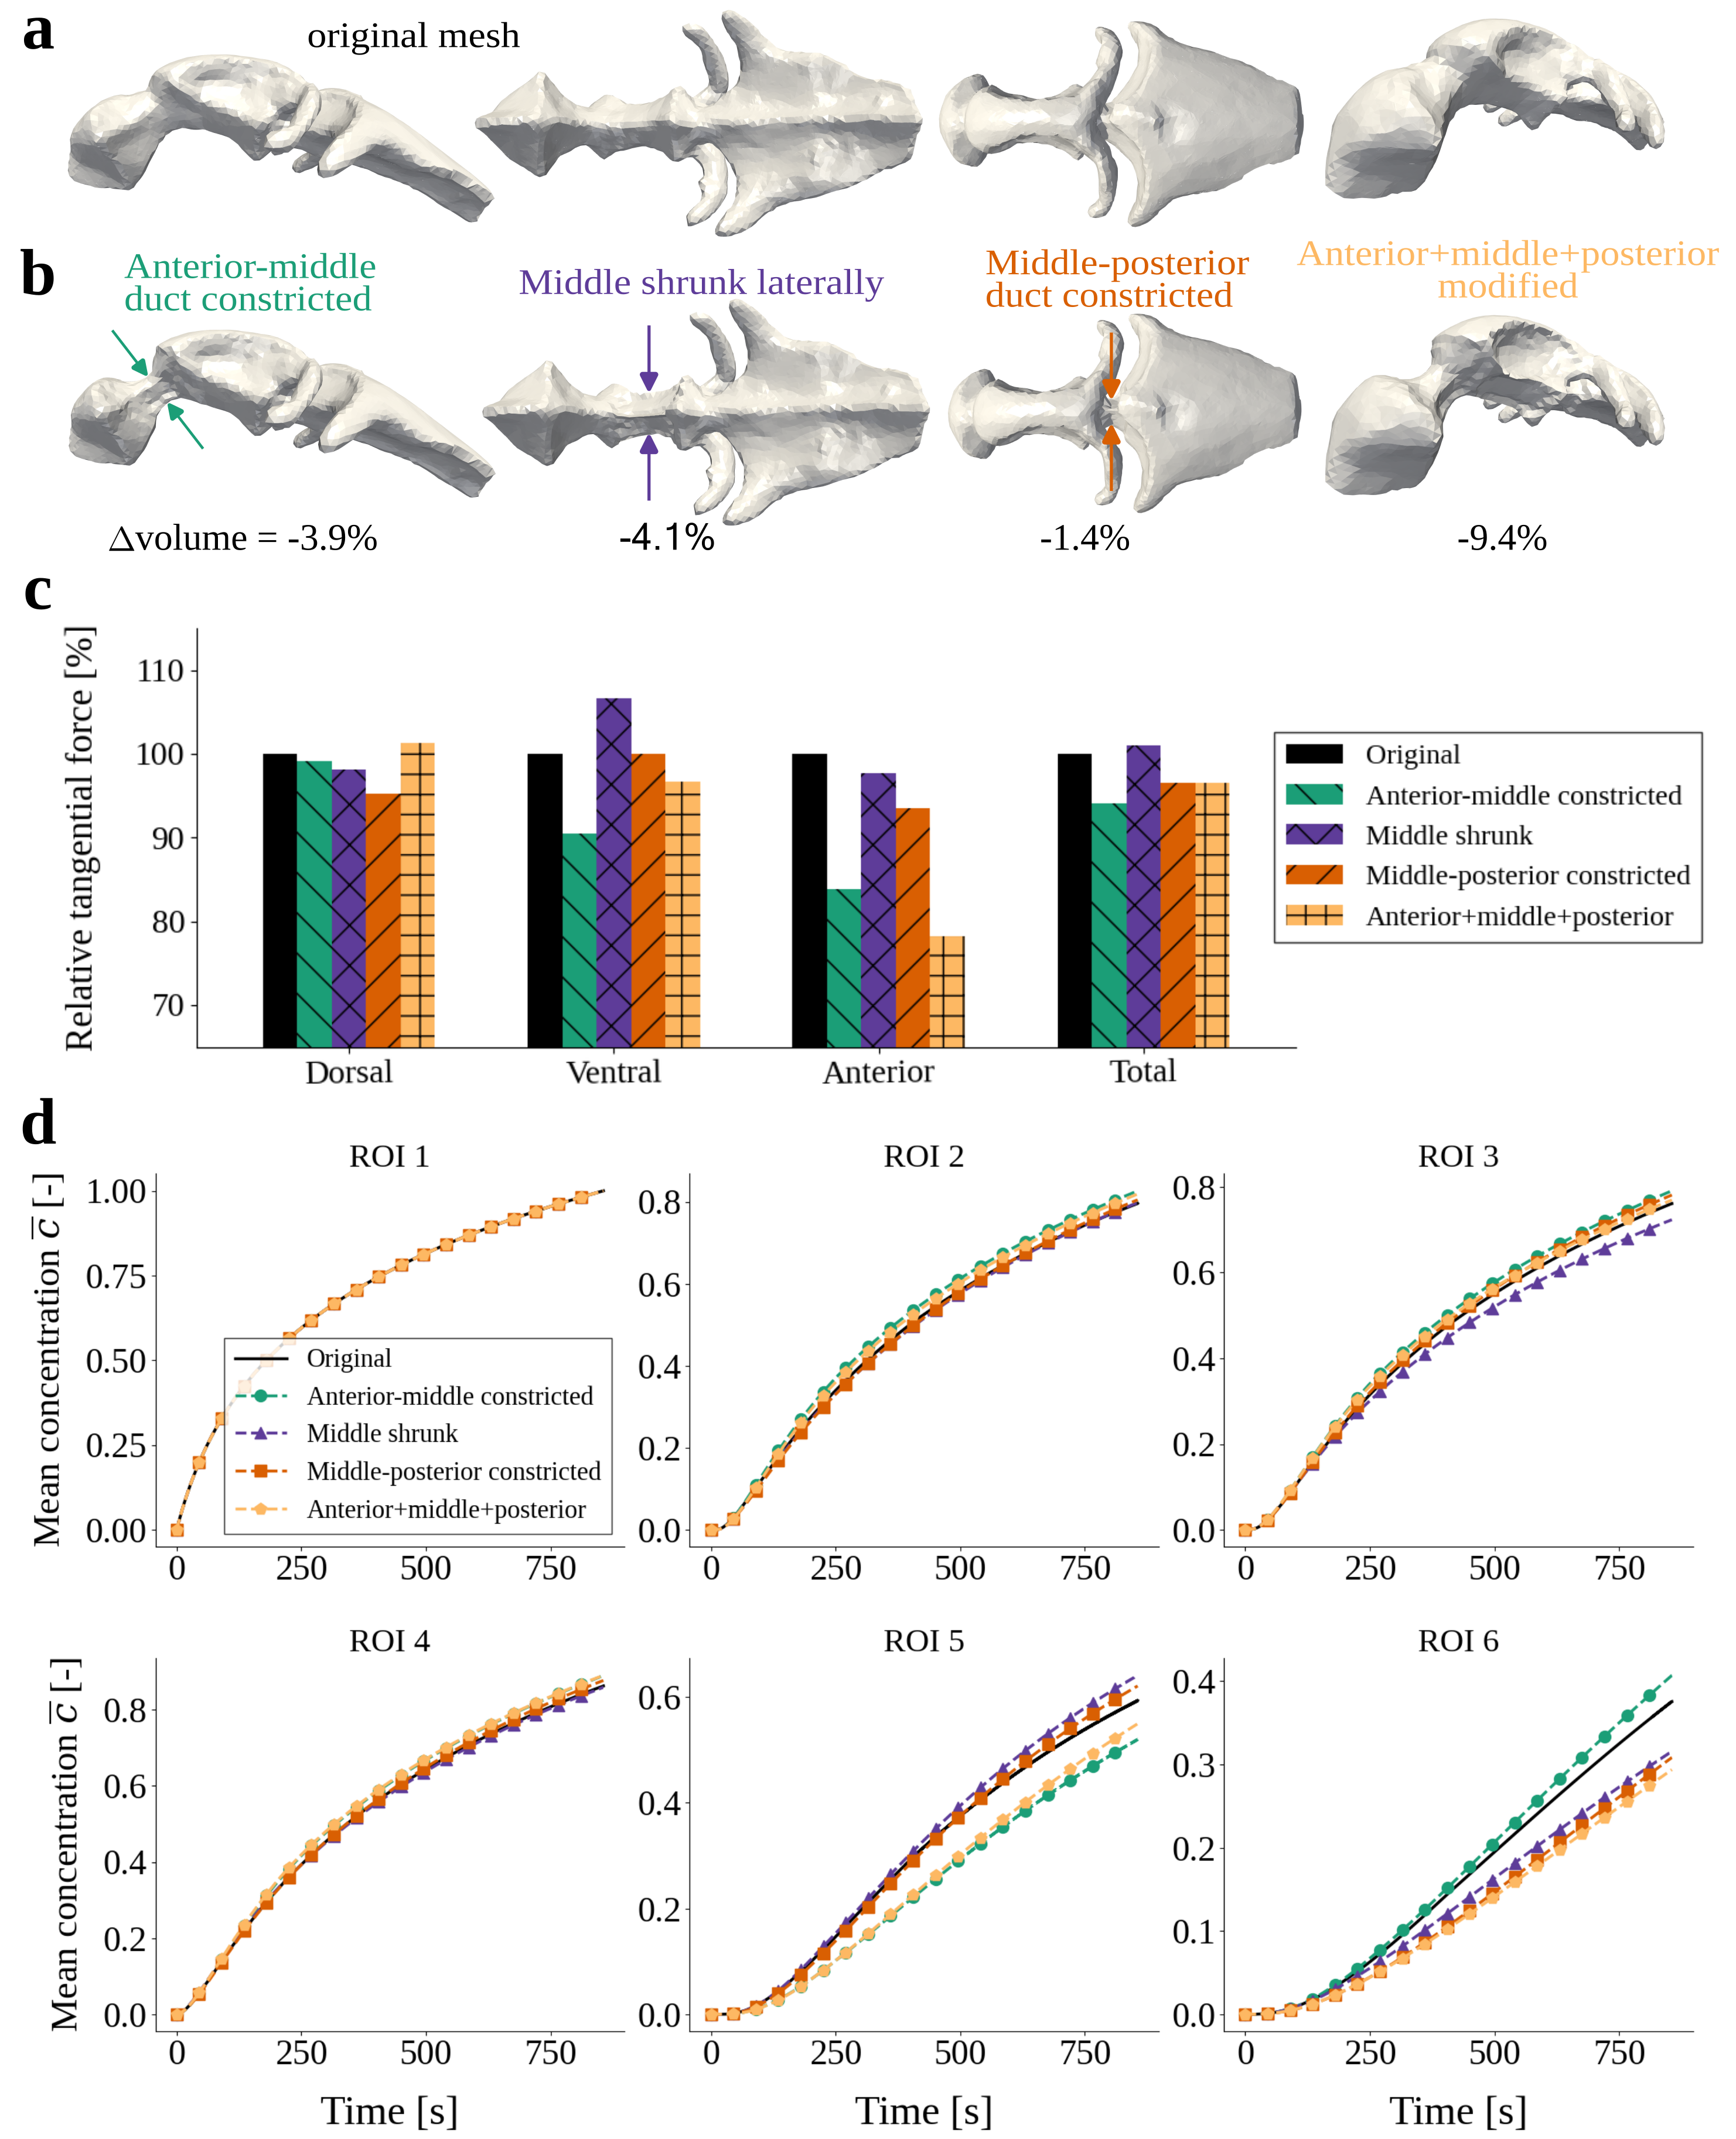 a
original mesh
b
Anterior-middle
duct constricted
Middle shrunk laterally
Middle-posterior
duct constricted
Anterior+middle+posterior
modified
Δvolume = -3.9%
-4.1%
-1.4%
-9.4%
c
Relative tangential force [%]
110
100
90
80
70
Dorsal
Ventral
Anterior
Total
Original
Anterior-middle constricted
Middle shrunk
Middle-posterior constricted
Anterior+middle+posterior
d
ROI 1
Mean concentration c̅ [-]
1.00
0.75
0.50
0.25
0.00
0 250 500 750
Original
Anterior-middle constricted
Middle shrunk
Middle-posterior constricted
Anterior+middle+posterior
ROI 2
0.8
0.6
0.4
0.2
0.0
0 250 500 750
ROI 3
0.8
0.6
0.4
0.2
0.0
0 250 500 750
ROI 4
Mean concentration c̅ [-]
0.8
0.6
0.4
0.2
0.0
0 250 500 750
Time [s]
ROI 5
0.6
0.4
0.2
0.0
0 250 500 750
Time [s]
ROI 6
0.4
0.3
0.2
0.1
0.0
0 250 500 750
Time [s]